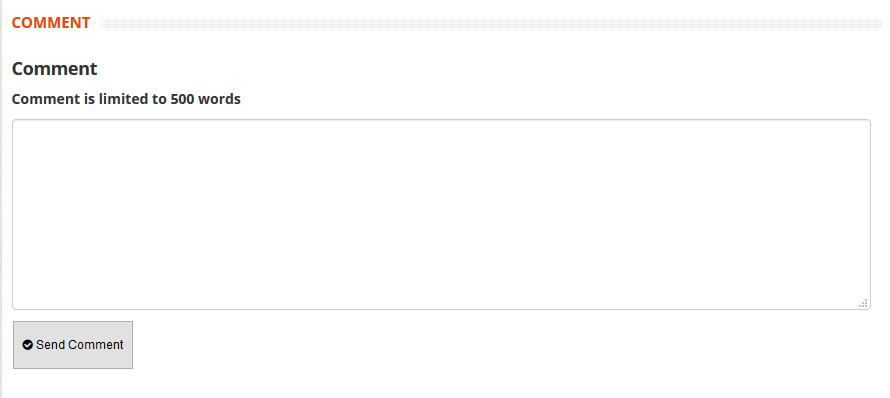 COMMENT
Comment
Comment is limited to 500 words
Send Comment